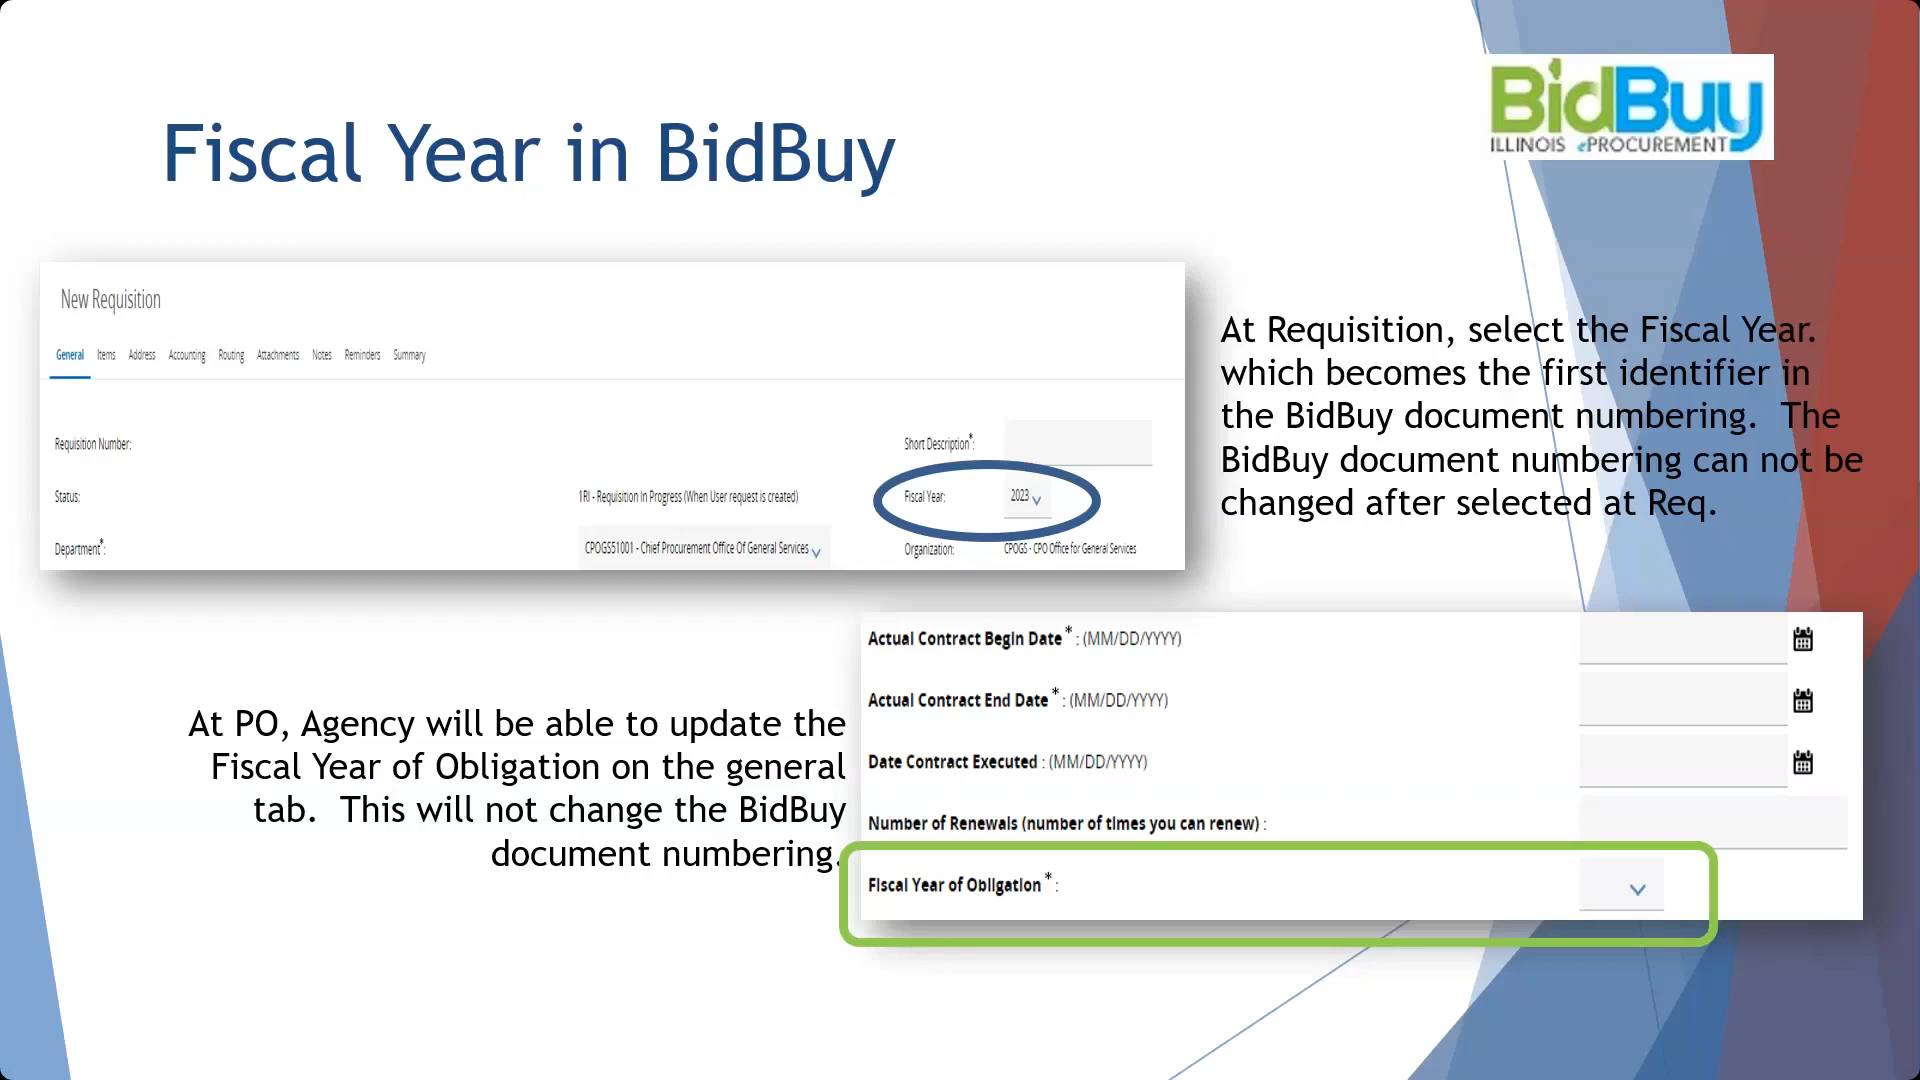 BidBuy
ILLINOIS ePROCUREMENT
Fiscal Year in BidBuy
New Requisition
General Items Address Accounting Routing Attachments Notes Reminders Summary
Requisition Number: Short Description*:
Status: 1RI - Requisition In Progress (When User request is created) Fiscal Year: 2023
Department*: CPOGS51001 - Chief Procurement Office Of General Services Organization: CPOGS - CPO Office for General Services
At Requisition, select the Fiscal Year.
which becomes the first identifier in
the BidBuy document numbering.  The
BidBuy document numbering can not be
changed after selected at Req.
At PO, Agency will be able to update the
Fiscal Year of Obligation on the general
tab.  This will not change the BidBuy
document numbering.
Actual Contract Begin Date* : (MM/DD/YYYY)
Actual Contract End Date* : (MM/DD/YYYY)
Date Contract Executed : (MM/DD/YYYY)
Number of Renewals (number of times you can renew) :
Fiscal Year of Obligation* :